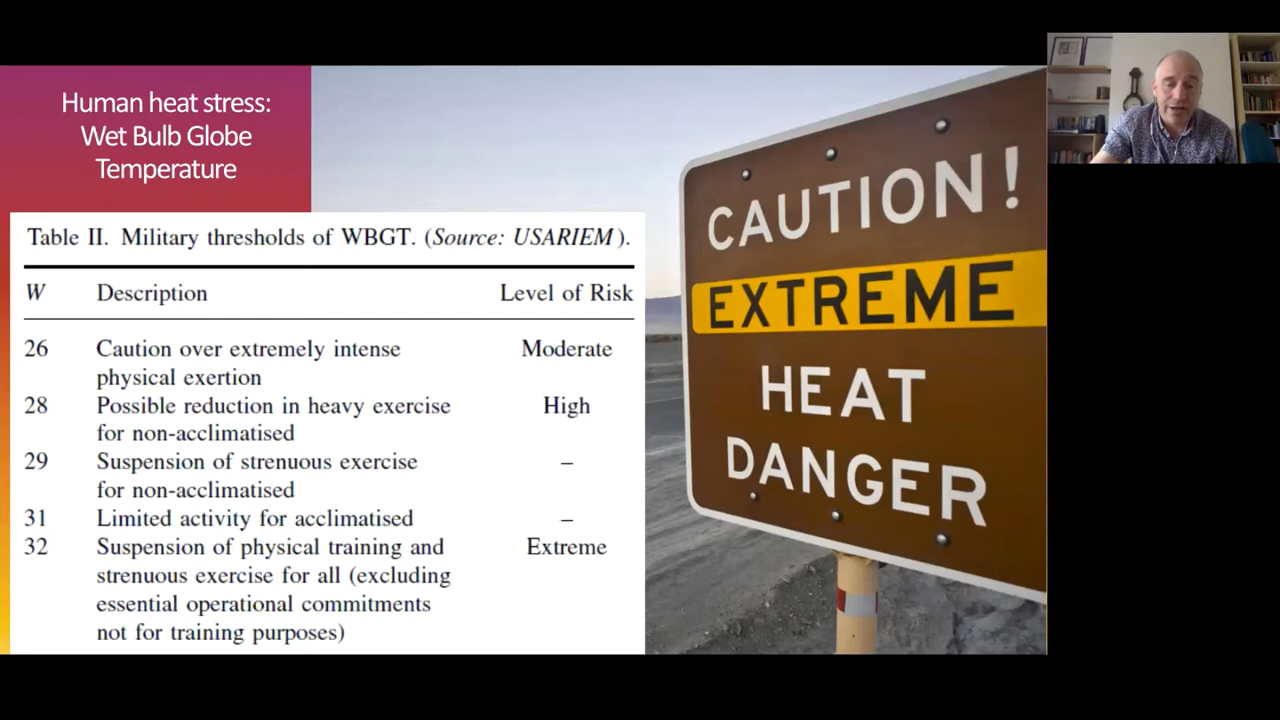 Human heat stress:
Wet Bulb Globe
Temperature
Table II. Military thresholds of WBGT. (Source: USARIEM).
W Description Level of Risk
26 Caution over extremely intense Moderate
physical exertion
28 Possible reduction in heavy exercise High
for non-acclimatised
29 Suspension of strenuous exercise –
for non-acclimatised
31 Limited activity for acclimatised –
32 Suspension of physical training and Extreme
strenuous exercise for all (excluding
essential operational commitments
not for training purposes)
CAUTION!
EXTREME
HEAT
DANGER